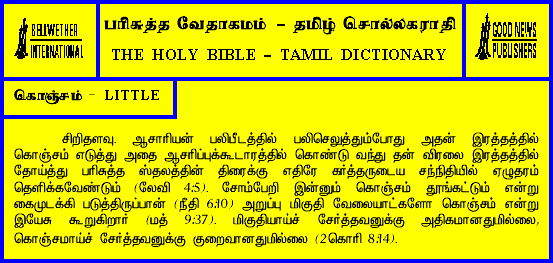 BELLWETHER
INTERNATIONAL
பரிசுத்த வேதாகமம் – தமிழ் சொல்லகராதி
THE HOLY BIBLE – TAMIL DICTIONARY
GOOD NEWS
PUBLISHERS
கொஞ்சம் - LITTLE
சிறிதளவு. ஆசாரியன் பலிபீடத்தில் பலிசெலுத்தும்போது அதன் இரத்தத்தில்
கொஞ்சம் எடுத்து அதை ஆசரிப்புக்கூடாரத்தில் கொண்டு வந்து தன் விரலை இரத்தத்தில்
தோய்த்து பரிசுத்த ஸ்தலத்தின் திரைக்கு எதிரே கர்த்தருடைய சந்நிதியில் ஏழுதரம்
தெளிக்கவேண்டும் (லேவி 4:5). சோம்பேறி இன்னும் கொஞ்சம் தூங்கட்டும் என்று
கைமுடக்கி படுத்திருப்பான் (நீதி 6:10) அறுப்பு மிகுதி வேலையாட்களோ கொஞ்சம் என்று
இயேசு கூறுகிறார் (மத் 9:37). மிகுதியாய்ச் சேர்த்தவனுக்கு அதிகமானதுமில்லை,
கொஞ்சமாய்ச் சேர்த்தவனுக்கு குறைவானதுமில்லை (2கொரி 8:14).